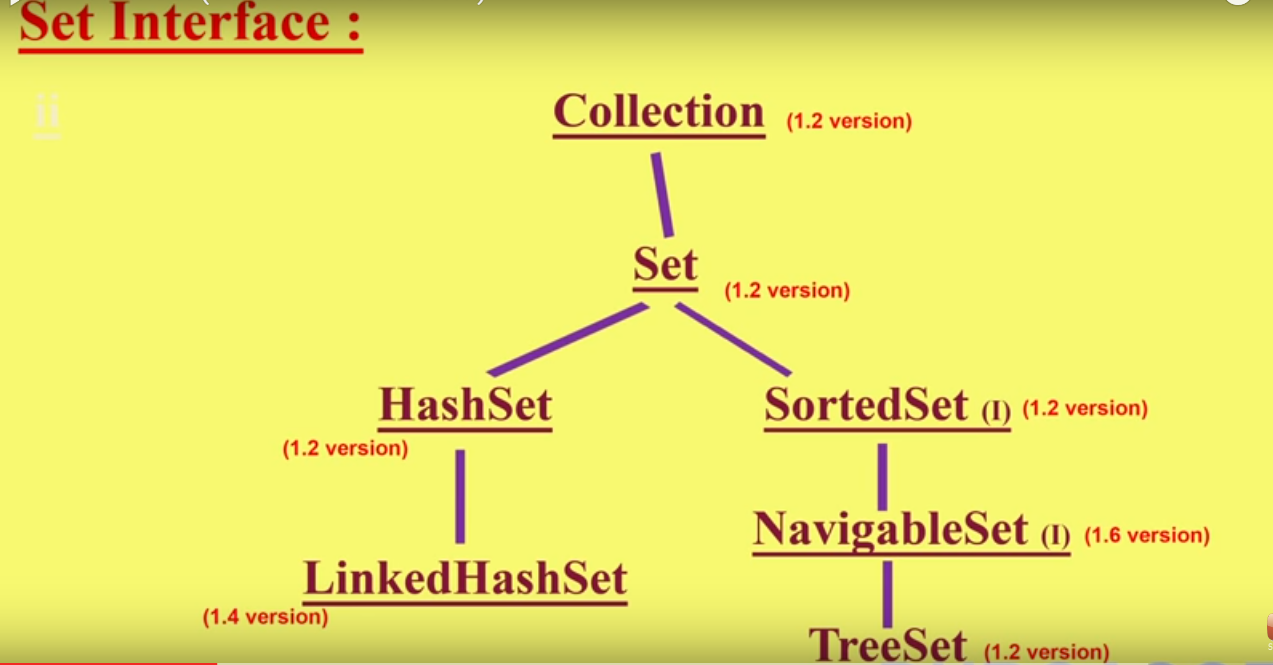 Set Interface :
Collection (1.2 version)
Set
(1.2 version)
HashSet
SortedSet (I) (1.2 version)
(1.2 version)
NavigableSet (I) (1.6 version)
LinkedHashSet
(1.4 version)
TreeSet (1.2 version)